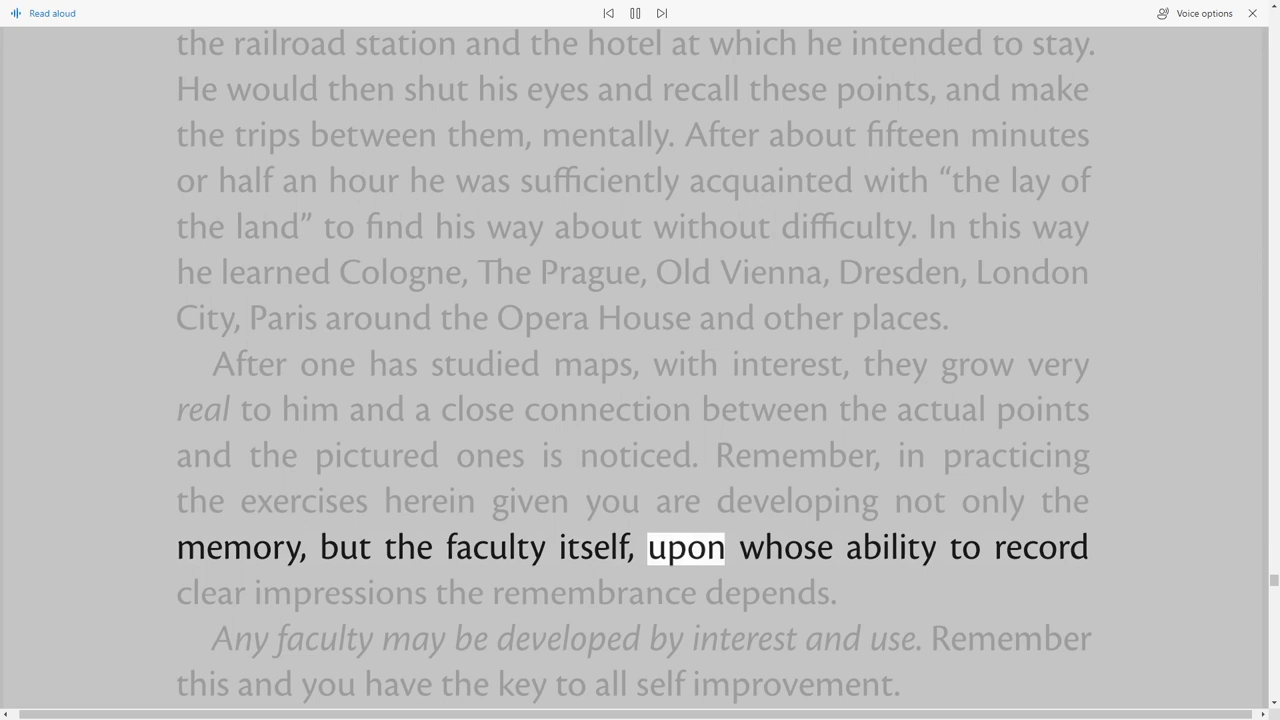 Read aloud
Voice options
the railroad station and the hotel at which he intended to stay.
He would then shut his eyes and recall these points, and make
the trips between them, mentally. After about fifteen minutes
or half an hour he was sufficiently acquainted with “the lay of
the land” to find his way about without difficulty. In this way
he learned Cologne, The Prague, Old Vienna, Dresden, London
City, Paris around the Opera House and other places.
After one has studied maps, with interest, they grow very
real to him and a close connection between the actual points
and the pictured ones is noticed. Remember, in practicing
the exercises herein given you are developing not only the
memory, but the faculty itself, upon whose ability to record
clear impressions the remembrance depends.
Any faculty may be developed by interest and use. Remember
this and you have the key to all self improvement.